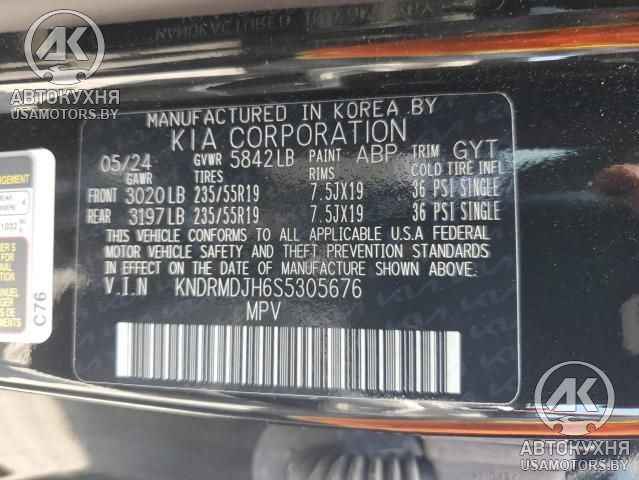 АВТОКУХНЯ
USAMOTORS.BY
MANUFACTURED IN KOREA BY
KIA CORPORATION
05/24 GVWR 5842LB PAINT ABP TRIM GYT
GAWR RIMS COLD TIRE INFL
FRONT 3020LB 235/55R19 7.5JX19 36 PSI SINGLE
REAR 3197LB 235/55R19 7.5JX19 36 PSI SINGLE
THIS VEHICLE CONFORMS TO ALL APPLICABLE U.S.A FEDERAL
MOTOR VEHICLE SAFETY AND THEFT PREVENTION STANDARDS
IN EFFECT ON THE DATE OF MANUFACTURE SHOWN ABOVE.
V.I.N KNDRMDJH6S5305676
MPV
C76
АВТОКУХНЯ
USAMOTORS.BY